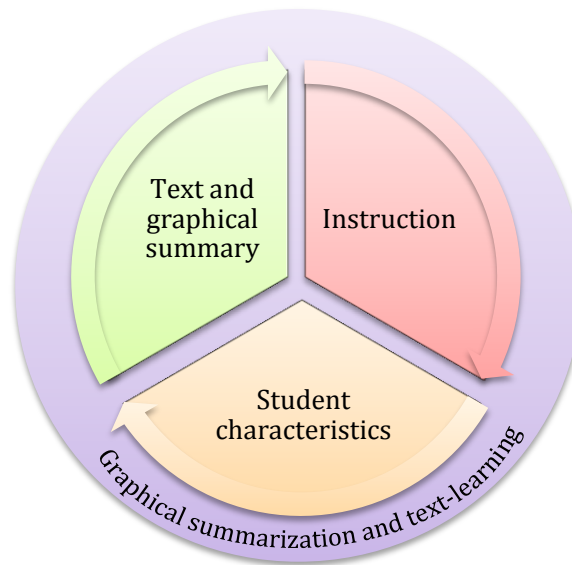 Text and
graphical
summary
Instruction
Student
characteristics
Graphical summarization and text-learning